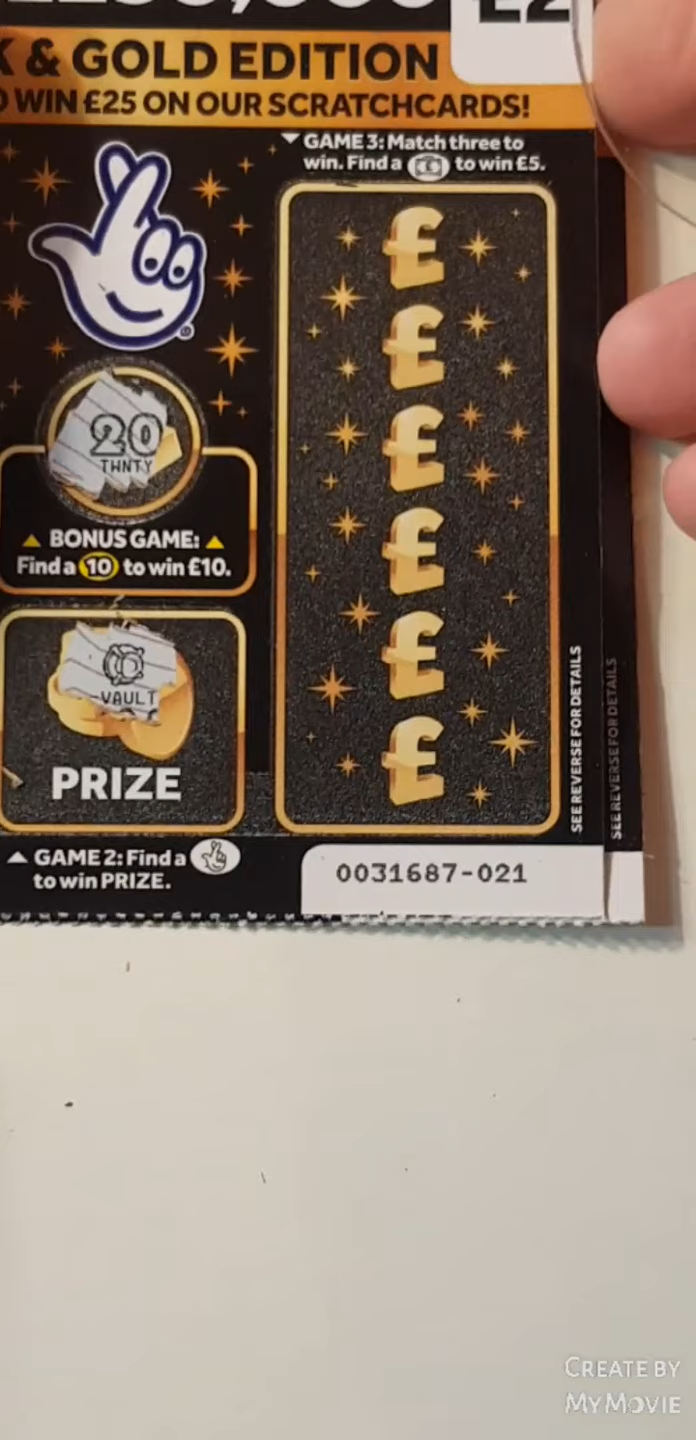 £2
K & GOLD EDITION
O WIN £25 ON OUR SCRATCHCARDS!
GAME 3: Match three to
win. Find a to win £5.
£
£
£
£
£
£
20
THNTY
BONUS GAME:
Find a 10 to win £10.
VAULT
PRIZE
GAME 2: Find a
to win PRIZE.
0031687-021
SEE REVERSE FOR DETAILS
SEE REVERSE FOR DETAILS
CREATE BY
MYMOVIE